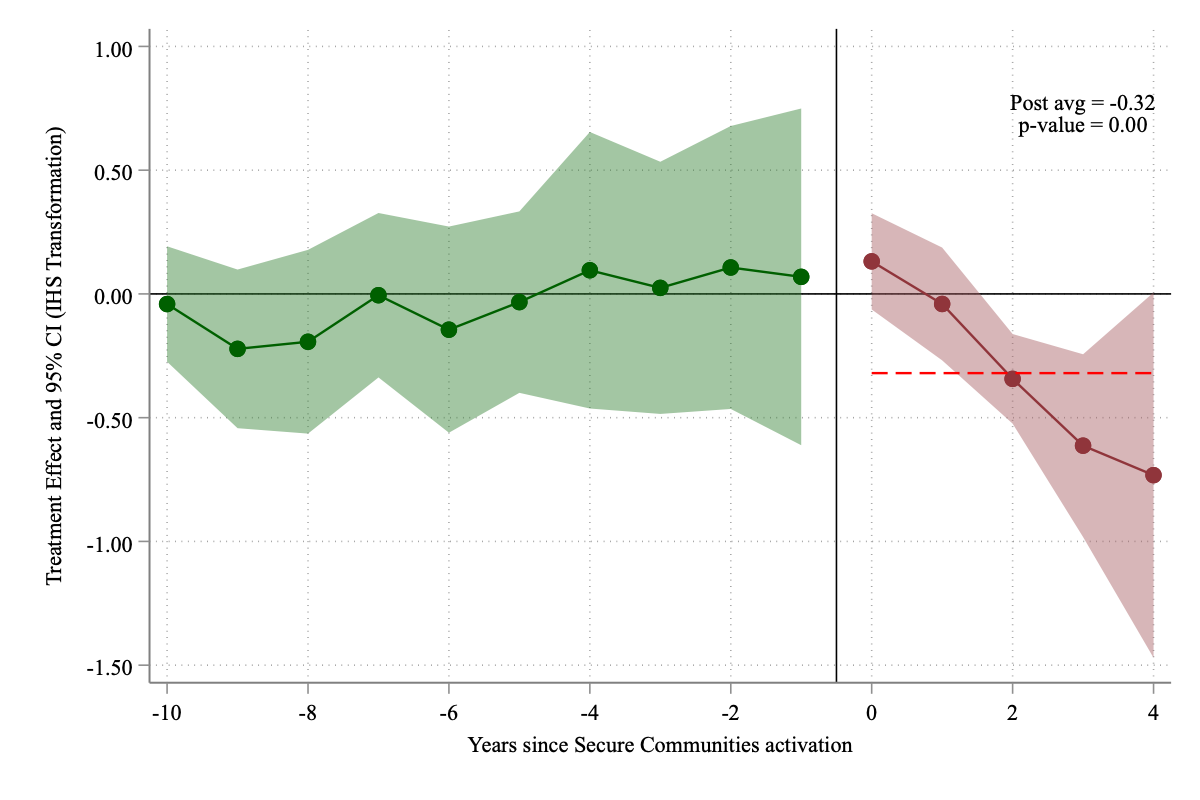 1.00
0.50
0.00
-0.50
-1.00
-1.50
Treatment Effect and 95% CI (IHS Transformation)
Post avg = -0.32
p-value = 0.00
-10 -8 -6 -4 -2 0 2 4
Years since Secure Communities activation